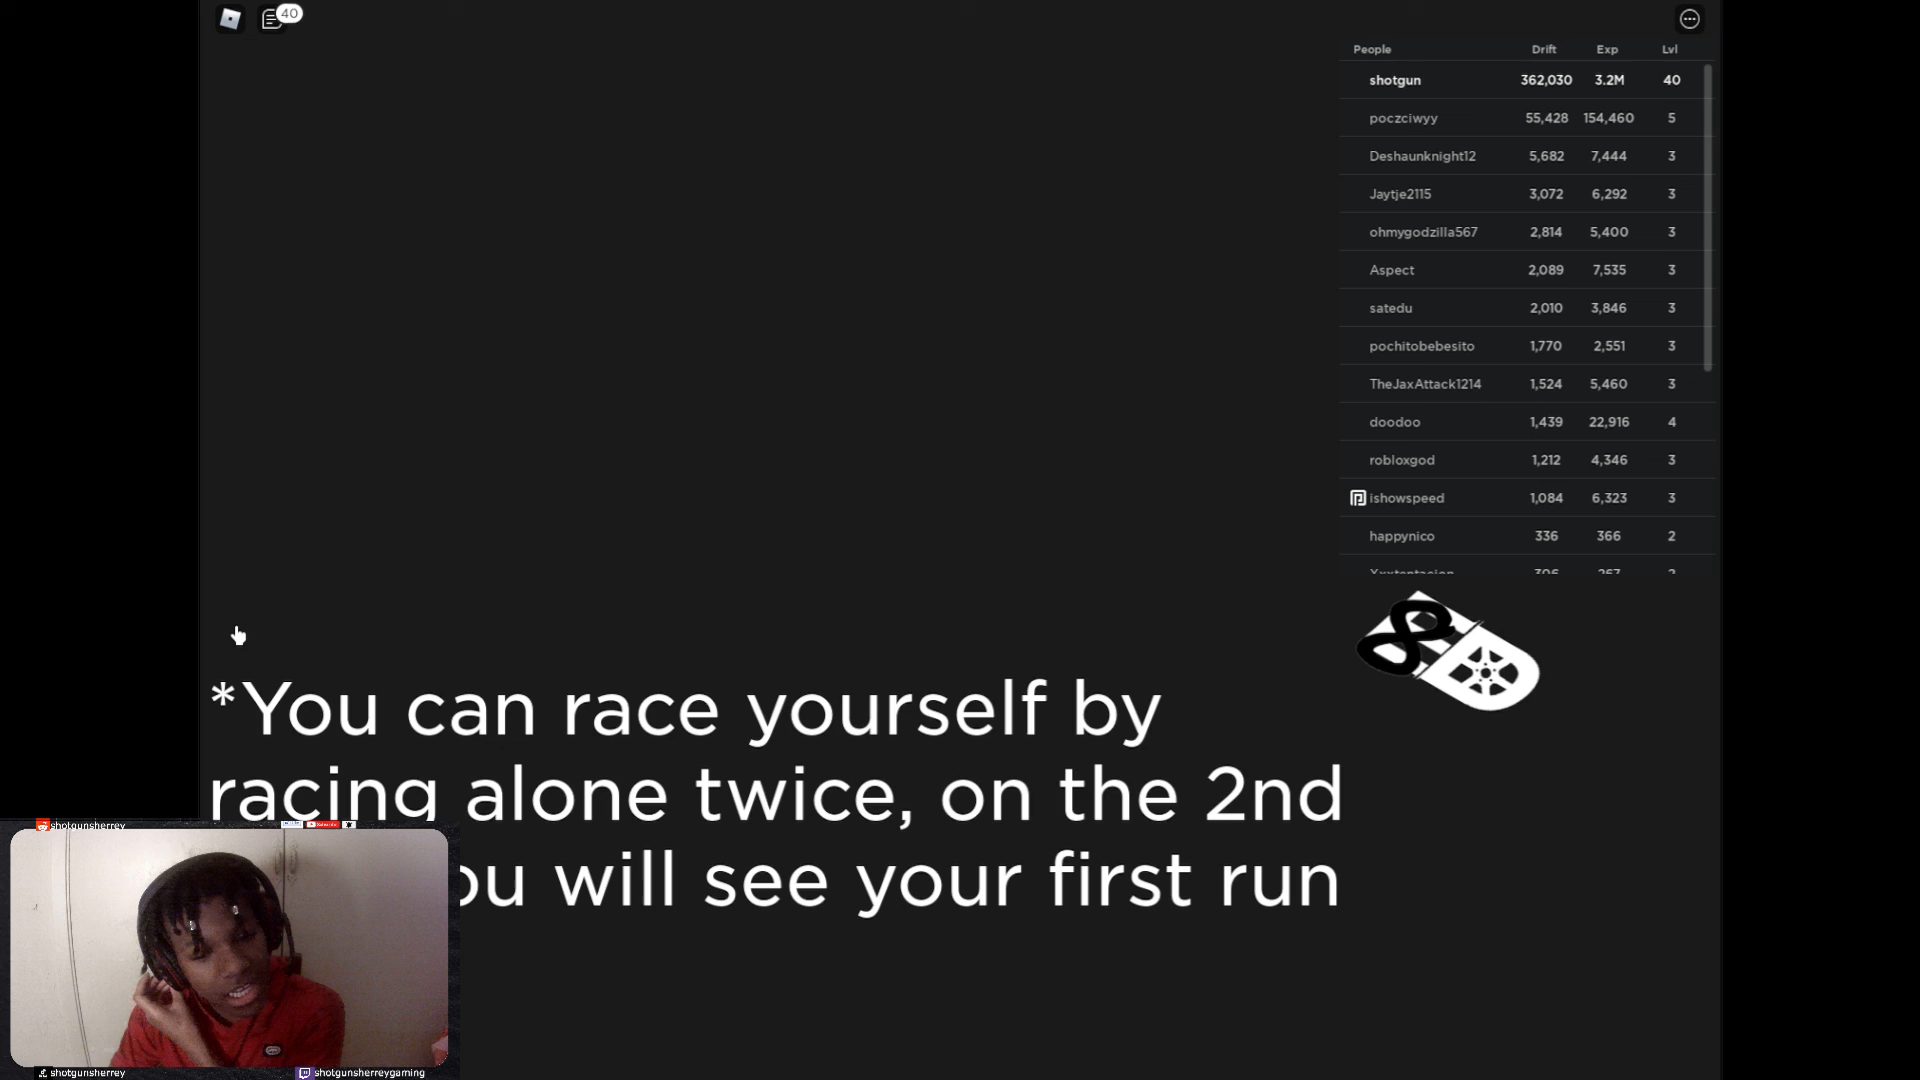 40
People Drift Exp Lvl
shotgun 362,030 3.2M 40
poczciwyy 55,428 154,460 5
Deshaunknight12 5,682 7,444 3
Jaytje2115 3,072 6,292 3
ohmygodzilla567 2,814 5,400 3
Aspect 2,089 7,535 3
satedu 2,010 3,846 3
pochitobebesito 1,770 2,551 3
TheJaxAttack1214 1,524 5,460 3
doodoo 1,439 22,916 4
robloxgod 1,212 4,346 3
ishowspeed 1,084 6,323 3
happynico 336 366 2
*You can race yourself by
racing alone twice, on the 2nd
ou will see your first run
shotgunsherrey
shotgunsherrey
shotgunsherreygaming